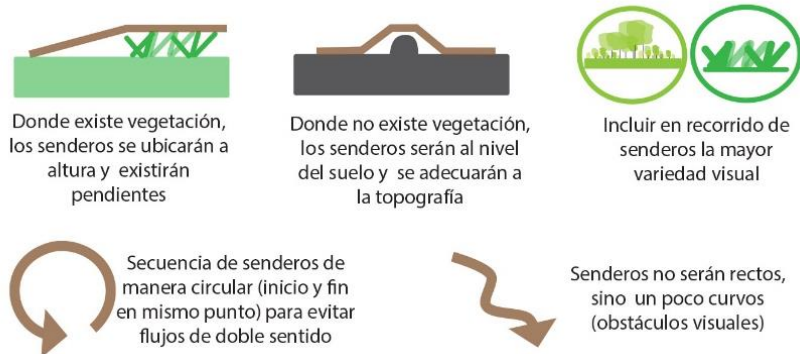 Donde existe vegetación,
los senderos se ubicarán a
altura y existirán
pendientes
Donde no existe vegetación,
los senderos serán al nivel
del suelo y se adecuarán a
la topografía
Incluir en recorrido de
senderos la mayor
variedad visual
Secuencia de senderos de
manera circular (inicio y fin
en mismo punto) para evitar
flujos de doble sentido
Senderos no serán rectos,
sino un poco curvos
(obstáculos visuales)